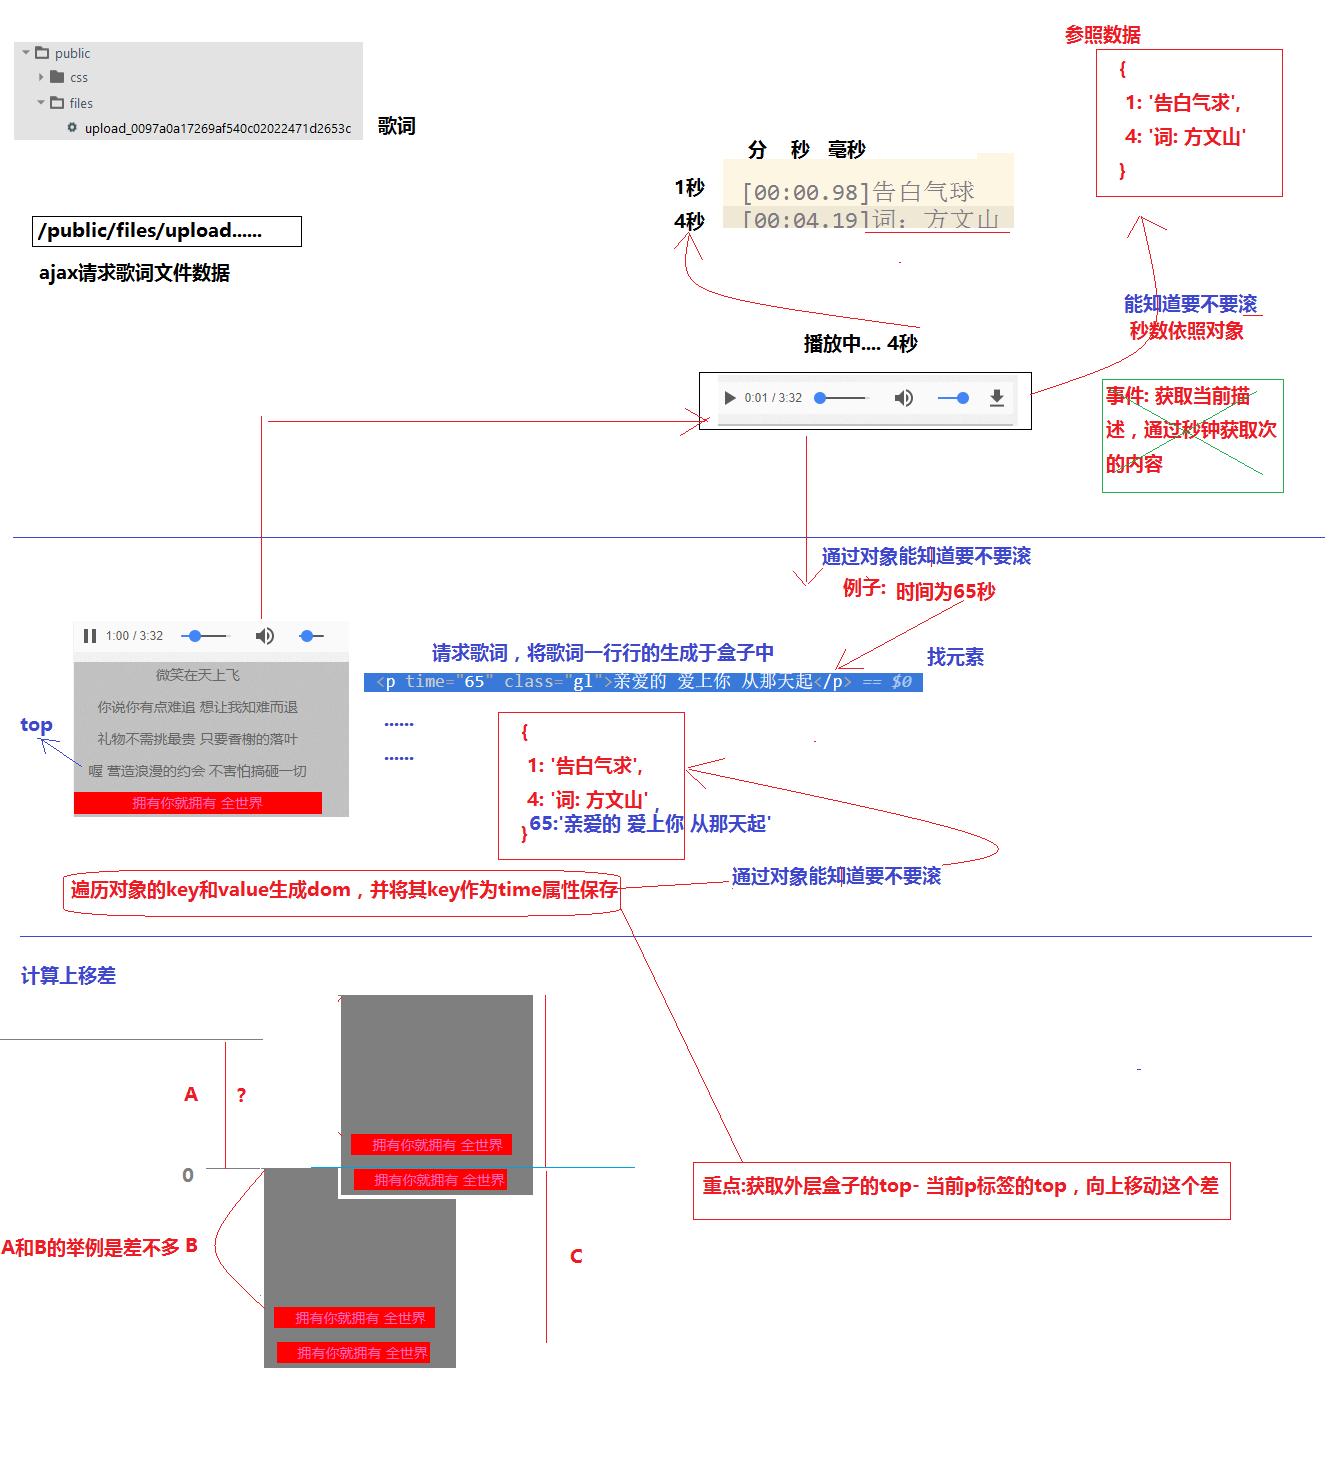 public
css
files
upload_0097a0a17269af540c02022471d2653c
歌词
/public/files/upload......
ajax请求歌词文件数据
分 秒 毫秒
1秒
[00:00.98]告白气球
4秒
[00:04.19]词: 方文山
参照数据
{
1: '告白气求',
4: '词: 方文山'
}
能知道要不要滚
秒数依照对象
播放中.... 4秒
0:01 / 3:32
事件: 获取当前描
述，通过秒钟获取次
的内容
通过对象能知道要不要滚
例子: 时间为65秒
1:00 / 3:32
微笑在天上飞
你说你有点难追 想让我知难而退
礼物不需挑最贵 只要香榭的落叶
喔 营造浪漫的约会 不害怕搞砸一切
拥有你就拥有 全世界
top
请求歌词，将歌词一行行的生成于盒子中
找元素
<p time="65" class="gl">亲爱的 爱上你 从那天起</p> == $0
......
......
{
1: '告白气求',
4: '词: 方文山',
65:'亲爱的 爱上你 从那天起'
}
通过对象能知道要不要滚
遍历对象的key和value生成dom，并将其key作为time属性保存
计算上移差
A
?
拥有你就拥有 全世界
0
拥有你就拥有 全世界
重点:获取外层盒子的top- 当前p标签的top，向上移动这个差
A和B的举例是差不多 B
C
拥有你就拥有 全世界
拥有你就拥有 全世界